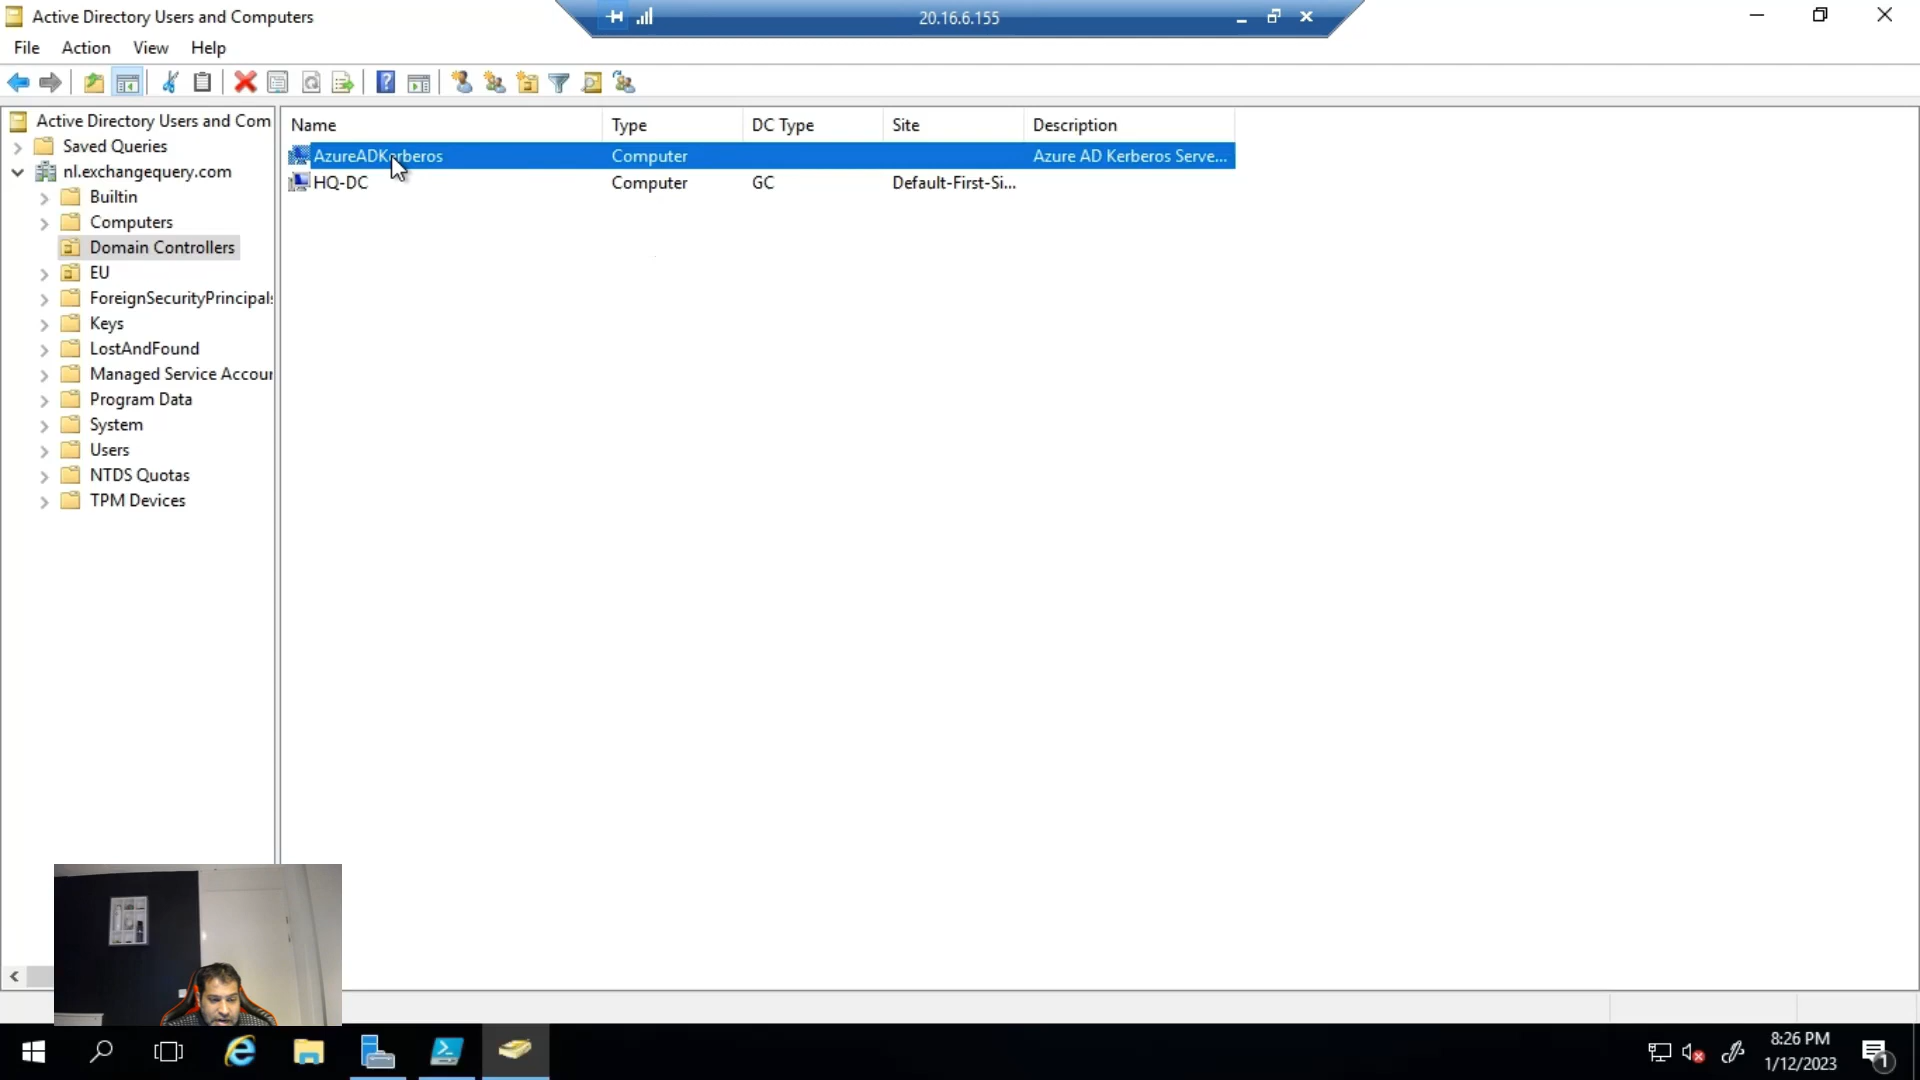 Active Directory Users and Computers
20.16.6.155
File Action View Help
Active Directory Users and Com
Saved Queries
nl.exchangequery.com
Builtin
Computers
Domain Controllers
EU
ForeignSecurityPrincipals
Keys
LostAndFound
Managed Service Accour
Program Data
System
Users
NTDS Quotas
TPM Devices
Name Type DC Type Site Description
AzureADKerberos Computer Azure AD Kerberos Serve...
HQ-DC Computer GC Default-First-Si...
8:26 PM
1/12/2023
1